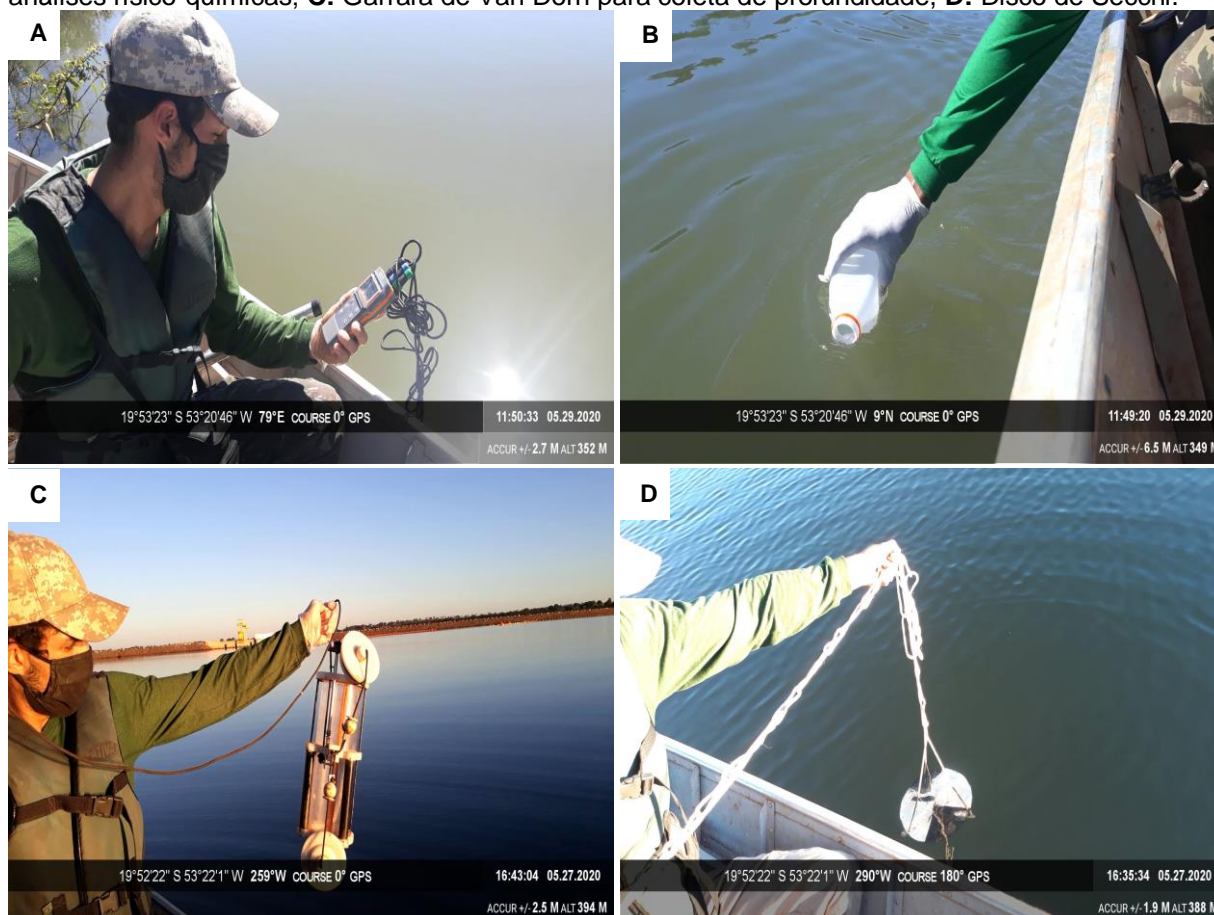 análises físico-químicas; C. Garrafa de Van Dorn para coleta de profundidade; D. Disco de Secchi.
A
B
19°53'23" S 53°20'46" W 79°E COURSE 0° GPS
11:50:33 05.29.2020
ACCUR +/- 2.7 M ALT 352 M
19°53'23" S 53°20'46" W 9°N COURSE 0° GPS
11:49:20 05.29.2020
ACCUR +/- 6.5 M ALT 349 M
C
D
19°52'22" S 53°22'1" W 259°W COURSE 0° GPS
16:43:04 05.27.2020
ACCUR +/- 2.5 M ALT 394 M
19°52'22" S 53°22'1" W 290°W COURSE 180° GPS
16:35:34 05.27.2020
ACCUR +/- 1.9 M ALT 388 M